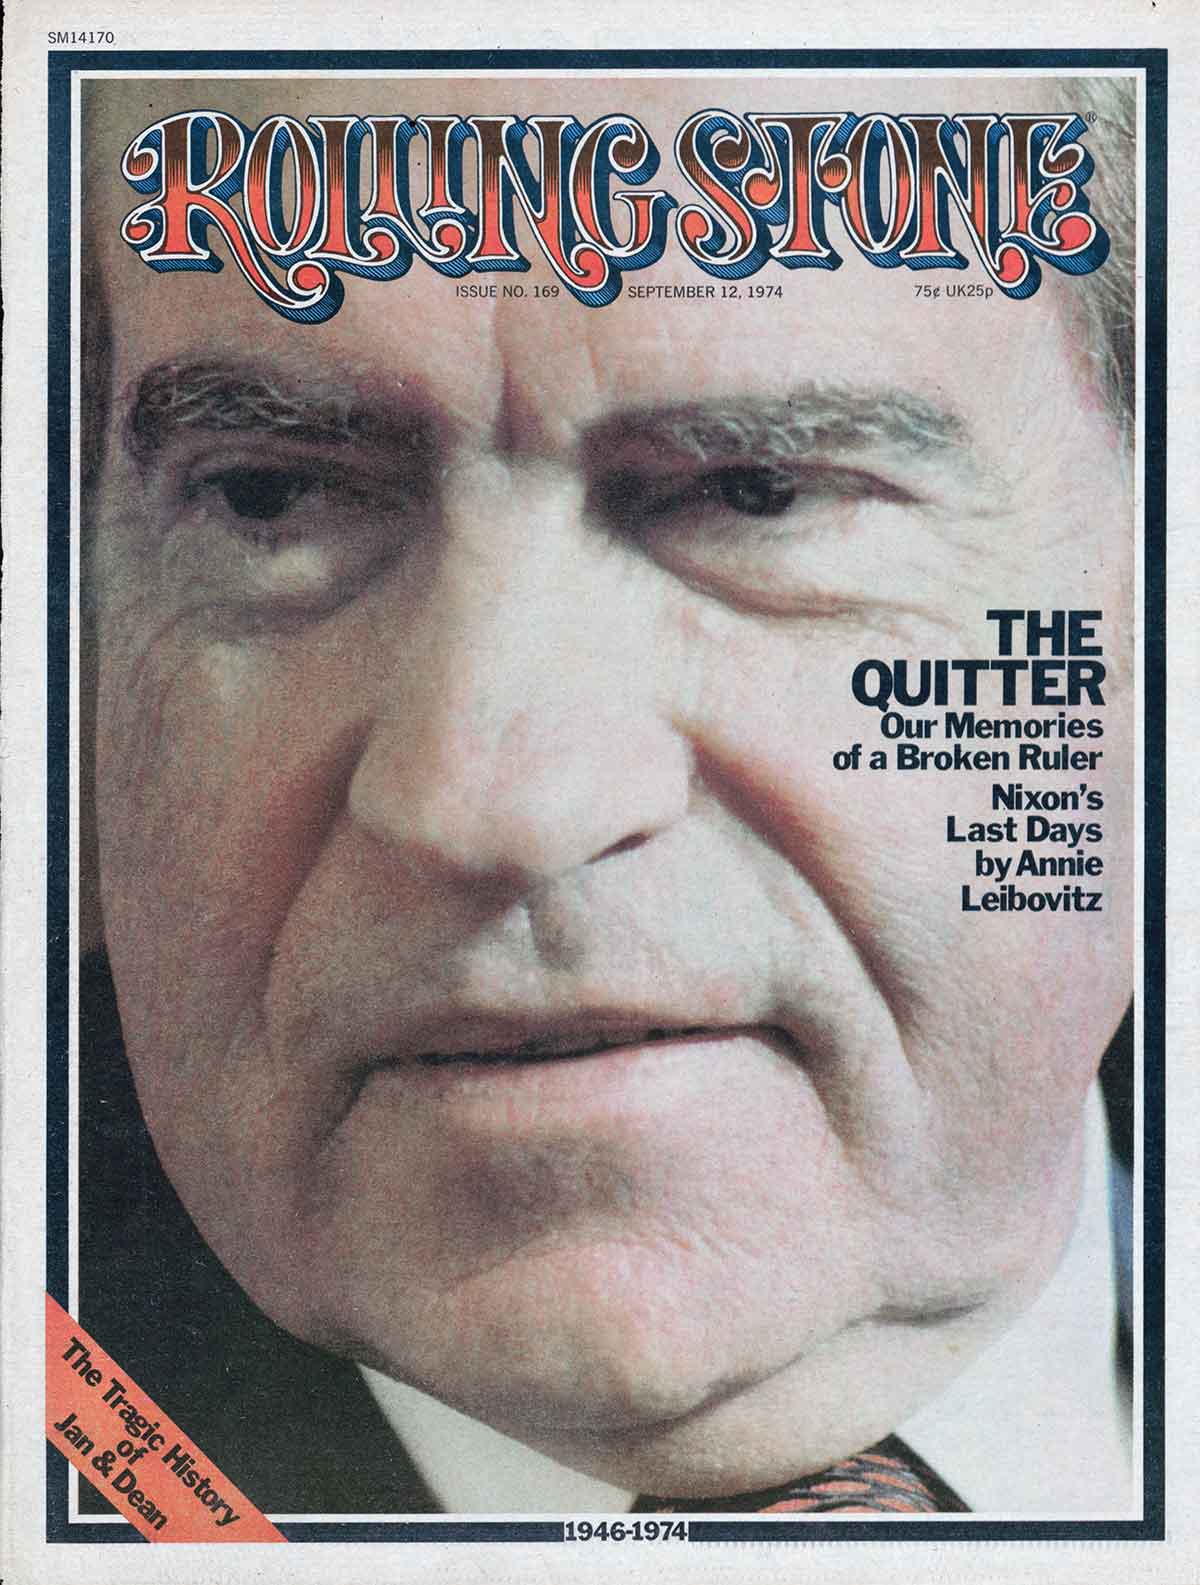 SM14170
ROLLING STONE®
ISSUE NO. 169 SEPTEMBER 12, 1974 75¢ UK25p
THE
QUITTER
Our Memories
of a Broken Ruler
Nixon's
Last Days
by Annie
Leibovitz
The Tragic History
of
Jan & Dean
1946-1974